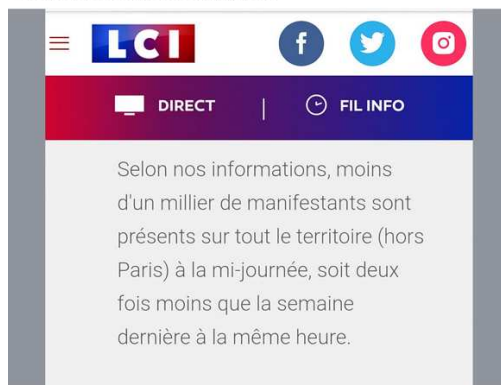 LCI
DIRECT | FIL INFO
Selon nos informations, moins
d'un millier de manifestants sont
présents sur tout le territoire (hors
Paris) à la mi-journée, soit deux
fois moins que la semaine
dernière à la même heure.